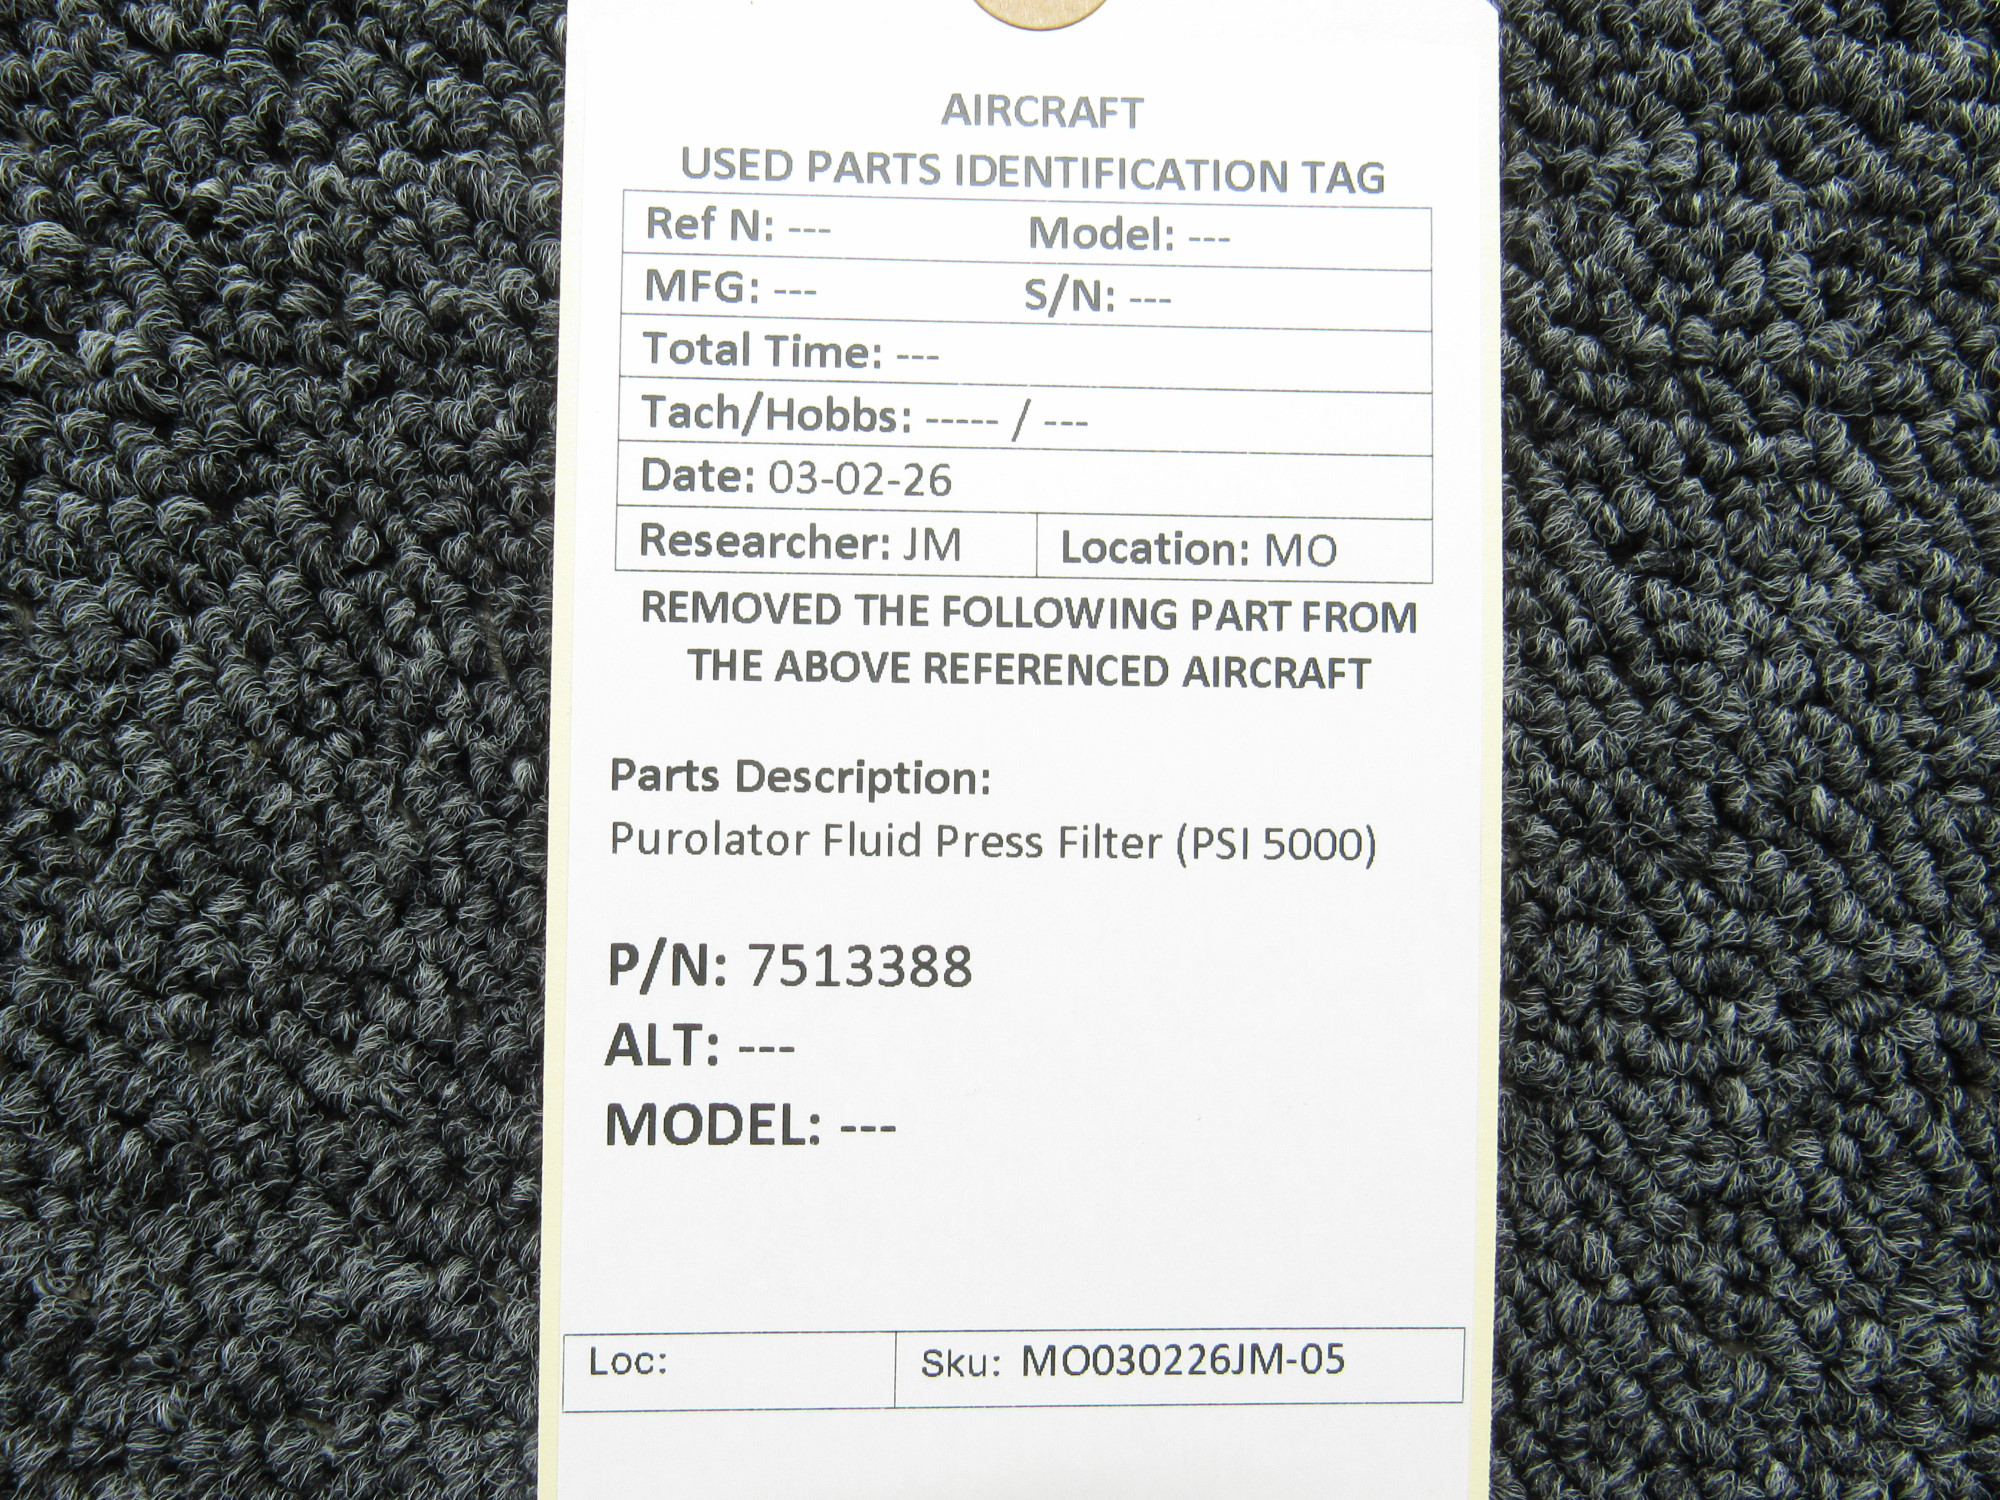 AIRCRAFT
USED PARTS IDENTIFICATION TAG
Ref N: --- Model: ---
MFG: --- S/N: ---
Total Time: ---
Tach/Hobbs: ----- / ---
Date: 03-02-26
Researcher: JM Location: MO
REMOVED THE FOLLOWING PART FROM
THE ABOVE REFERENCED AIRCRAFT
Parts Description:
Purolator Fluid Press Filter (PSI 5000)
P/N: 7513388
ALT: ---
MODEL: ---
Loc: Sku: MO030226JM-05